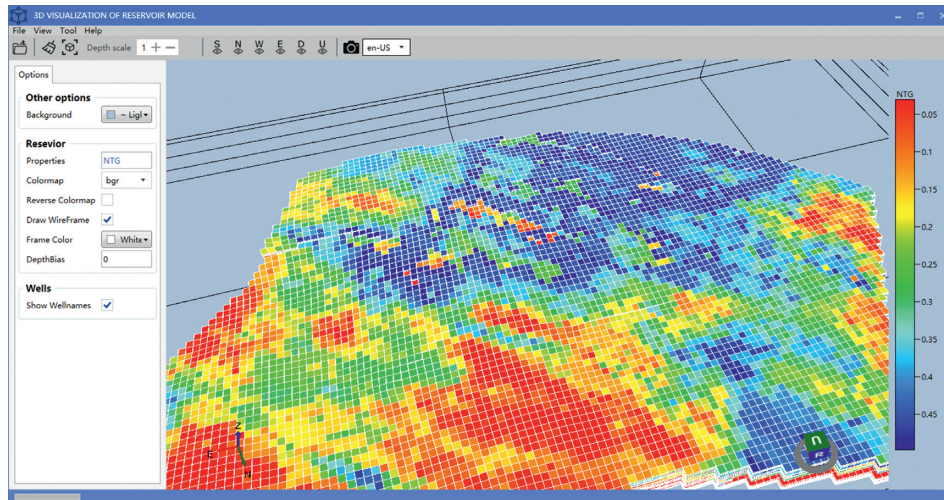 3D VISUALIZATION OF RESERVOIR MODEL
File View Tool Help
Depth scale 1 S N W E D U en-US
Options
Other options
Background ~ Ligl
Resevior
Properties NTG
Colormap bgr
Reverse Colormap
Draw WireFrame
Frame Color White
DepthBias 0
Wells
Show Wellnames
NTG
0.05
0.1
0.15
0.2
0.25
0.3
0.35
0.4
0.45
Z
E
N